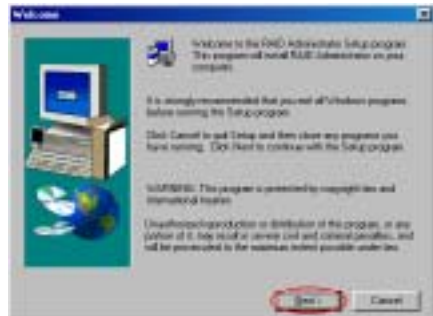 Welcome
Welcome to the RAID Administrator Setup program.
This program will install RAID Administrator on your
computer.
It is strongly recommended that you exit all Windows programs
before running this Setup program.
Click Cancel to quit Setup and then close any programs you
have running. Click Next to continue with the Setup program.
WARNING: This program is protected by copyright law and
international treaties.
Unauthorized reproduction or distribution of this program, or any
portion of it, may result in severe civil and criminal penalties, and
will be prosecuted to the maximum extent possible under law.
Next >
Cancel